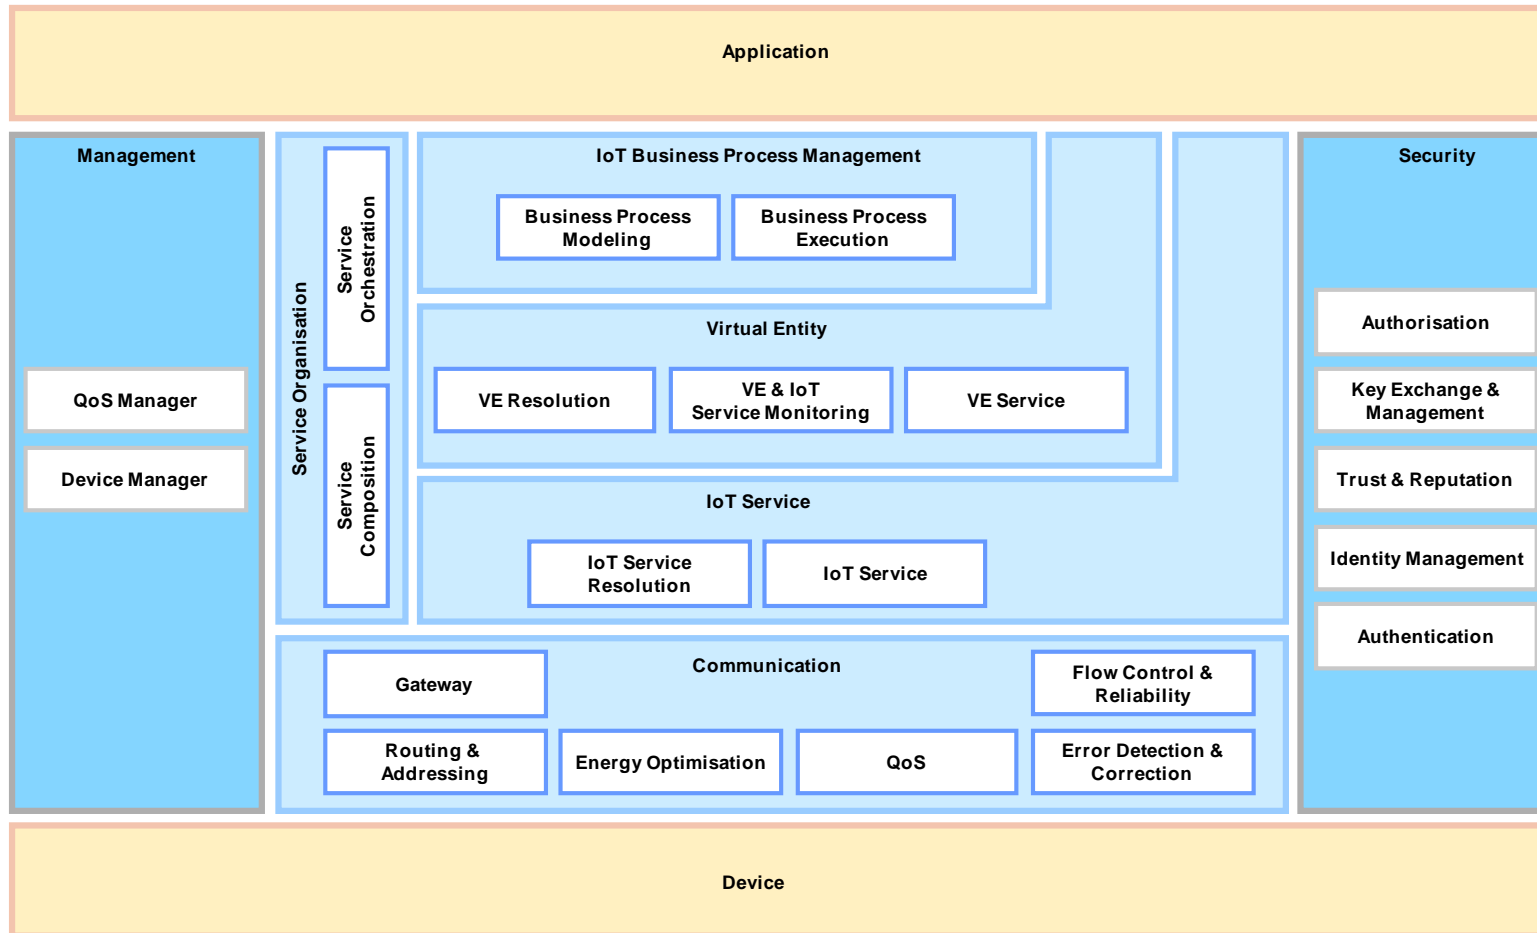 Application
Management
QoS Manager
Device Manager
Service Organisation
Service
Orchestration
Service
Composition
IoT Business Process Management
Business Process
Modeling
Business Process
Execution
Virtual Entity
VE Resolution
VE & IoT
Service Monitoring
VE Service
IoT Service
IoT Service
Resolution
IoT Service
Communication
Gateway
Flow Control &
Reliability
Routing &
Addressing
Energy Optimisation
QoS
Error Detection &
Correction
Security
Authorisation
Key Exchange &
Management
Trust & Reputation
Identity Management
Authentication
Device